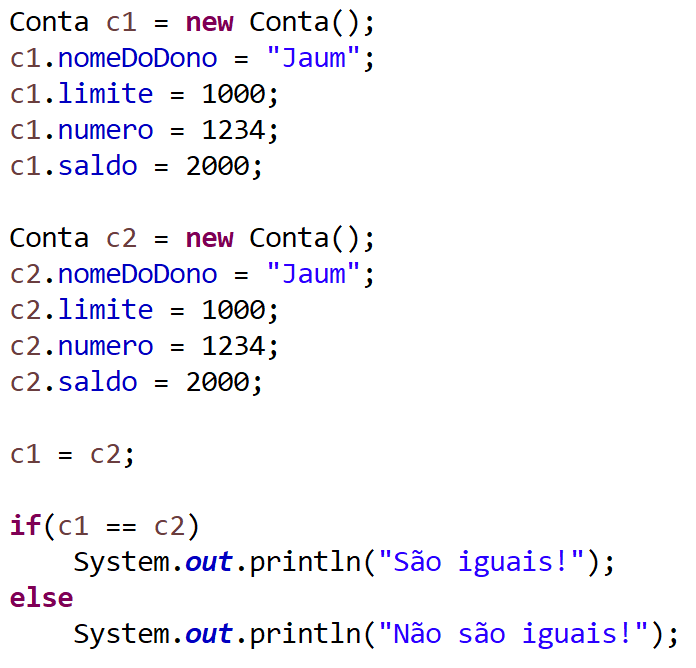 Conta c1 = new Conta();
c1.nomeDoDono = "Jaum";
c1.limite = 1000;
c1.numero = 1234;
c1.saldo = 2000;

Conta c2 = new Conta();
c2.nomeDoDono = "Jaum";
c2.limite = 1000;
c2.numero = 1234;
c2.saldo = 2000;

c1 = c2;

if(c1 == c2)
    System.out.println("São iguais!");
else
    System.out.println("Não são iguais!");